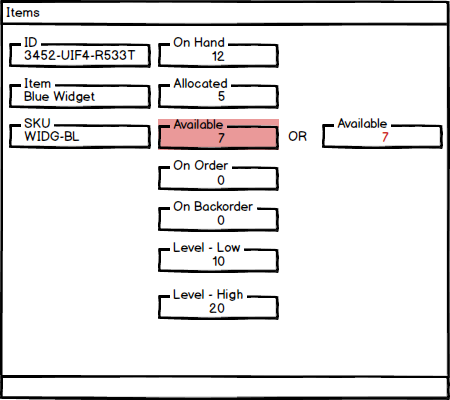 Items
ID
3452-UIF4-R533T
On Hand
12
Item
Blue Widget
Allocated
5
SKU
WIDG-BL
Available
7
OR
Available
7
On Order
0
On Backorder
0
Level - Low
10
Level - High
20